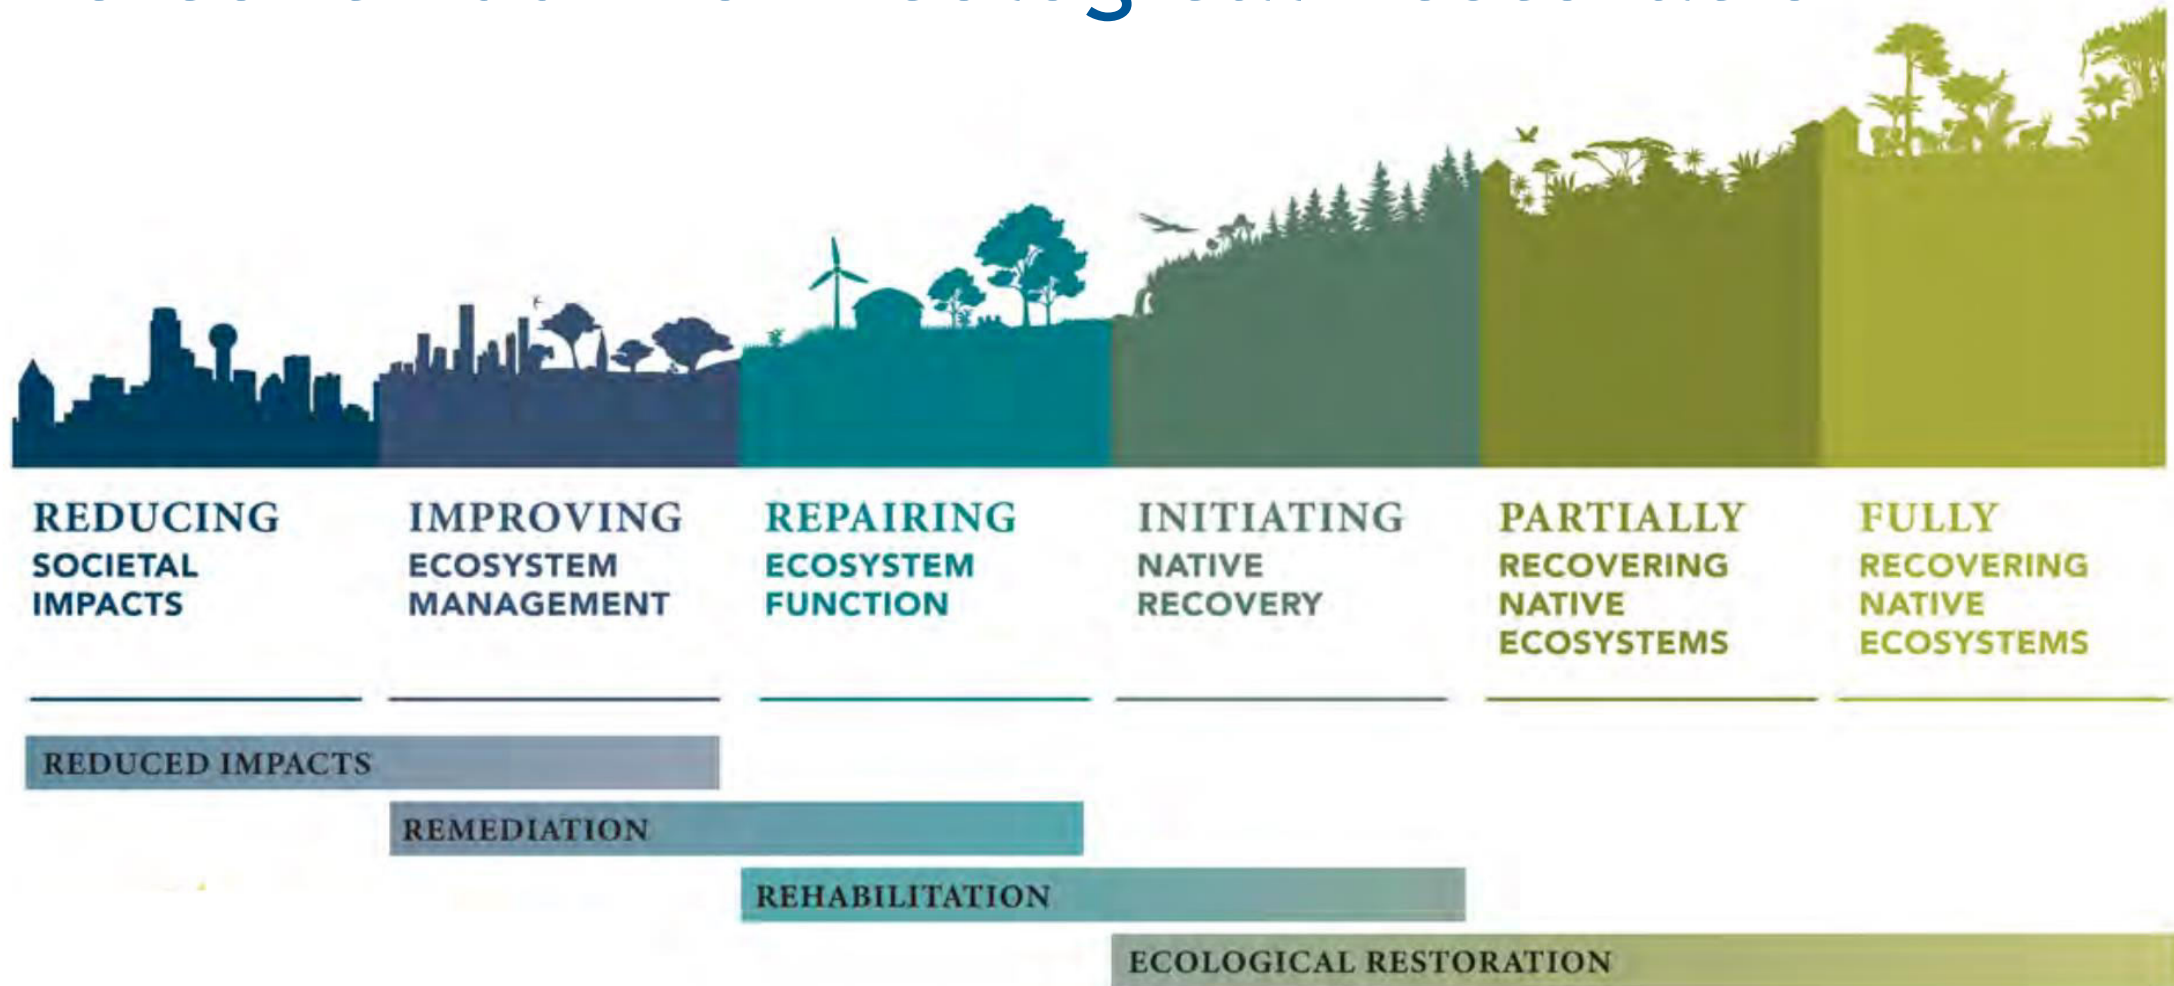 REDUCING
SOCIETAL
IMPACTS
IMPROVING
ECOSYSTEM
MANAGEMENT
REPAIRING
ECOSYSTEM
FUNCTION
INITIATING
NATIVE
RECOVERY
PARTIALLY
RECOVERING
NATIVE
ECOSYSTEMS
FULLY
RECOVERING
NATIVE
ECOSYSTEMS
REDUCED IMPACTS
REMEDIATION
REHABILITATION
ECOLOGICAL RESTORATION